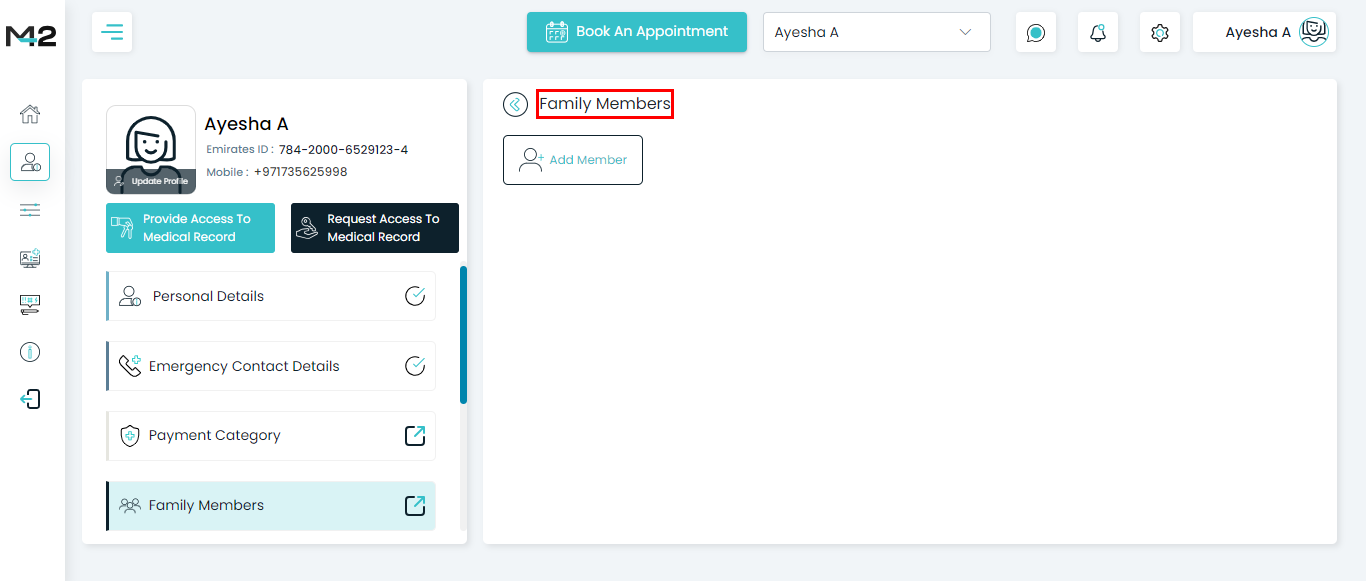 M42
Book An Appointment
Ayesha A
Ayesha A
Ayesha A
Emirates ID : 784-2000-6529123-4
Mobile : +971735625998
Update Profile
Provide Access To
Medical Record
Request Access To
Medical Record
Personal Details
Emergency Contact Details
Payment Category
Family Members
Family Members
Add Member